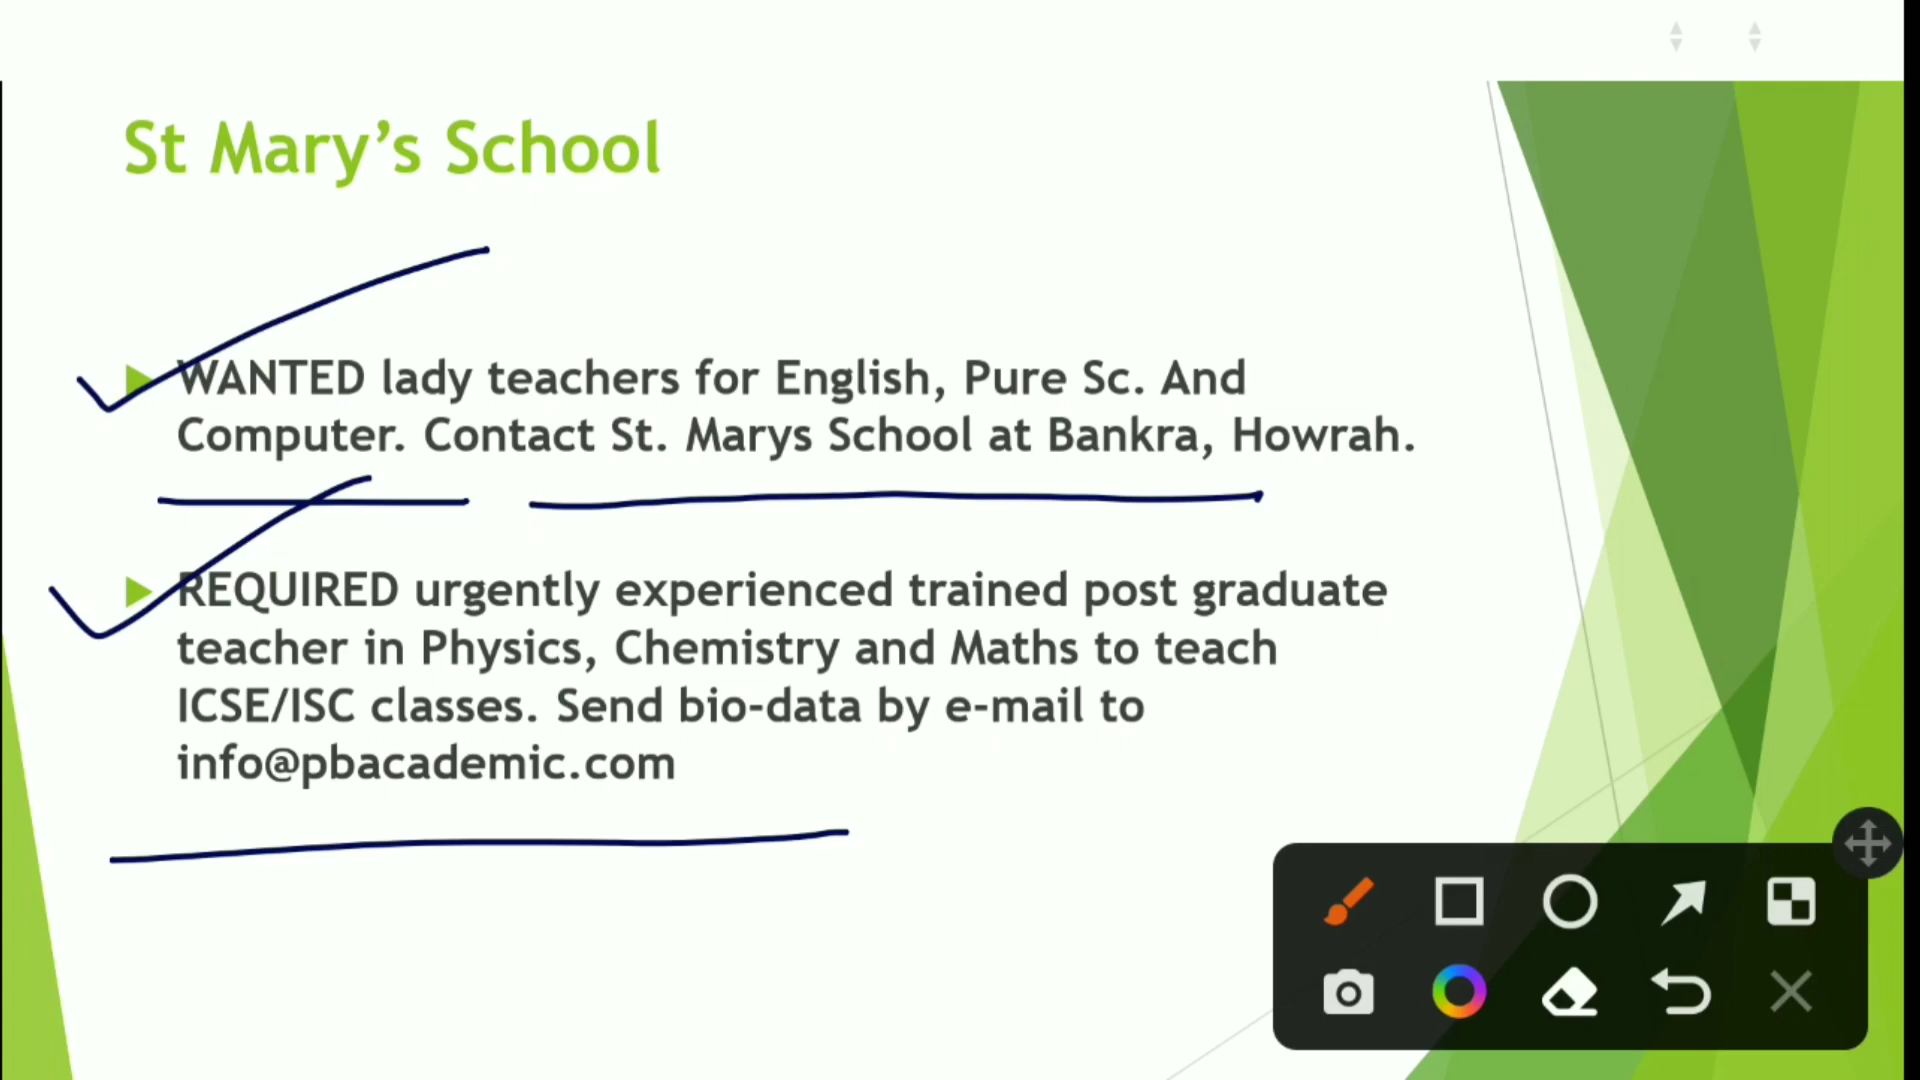 St Mary’s School
WANTED lady teachers for English, Pure Sc. And
Computer. Contact St. Marys School at Bankra, Howrah.
REQUIRED urgently experienced trained post graduate
teacher in Physics, Chemistry and Maths to teach
ICSE/ISC classes. Send bio-data by e-mail to
info@pbacademic.com